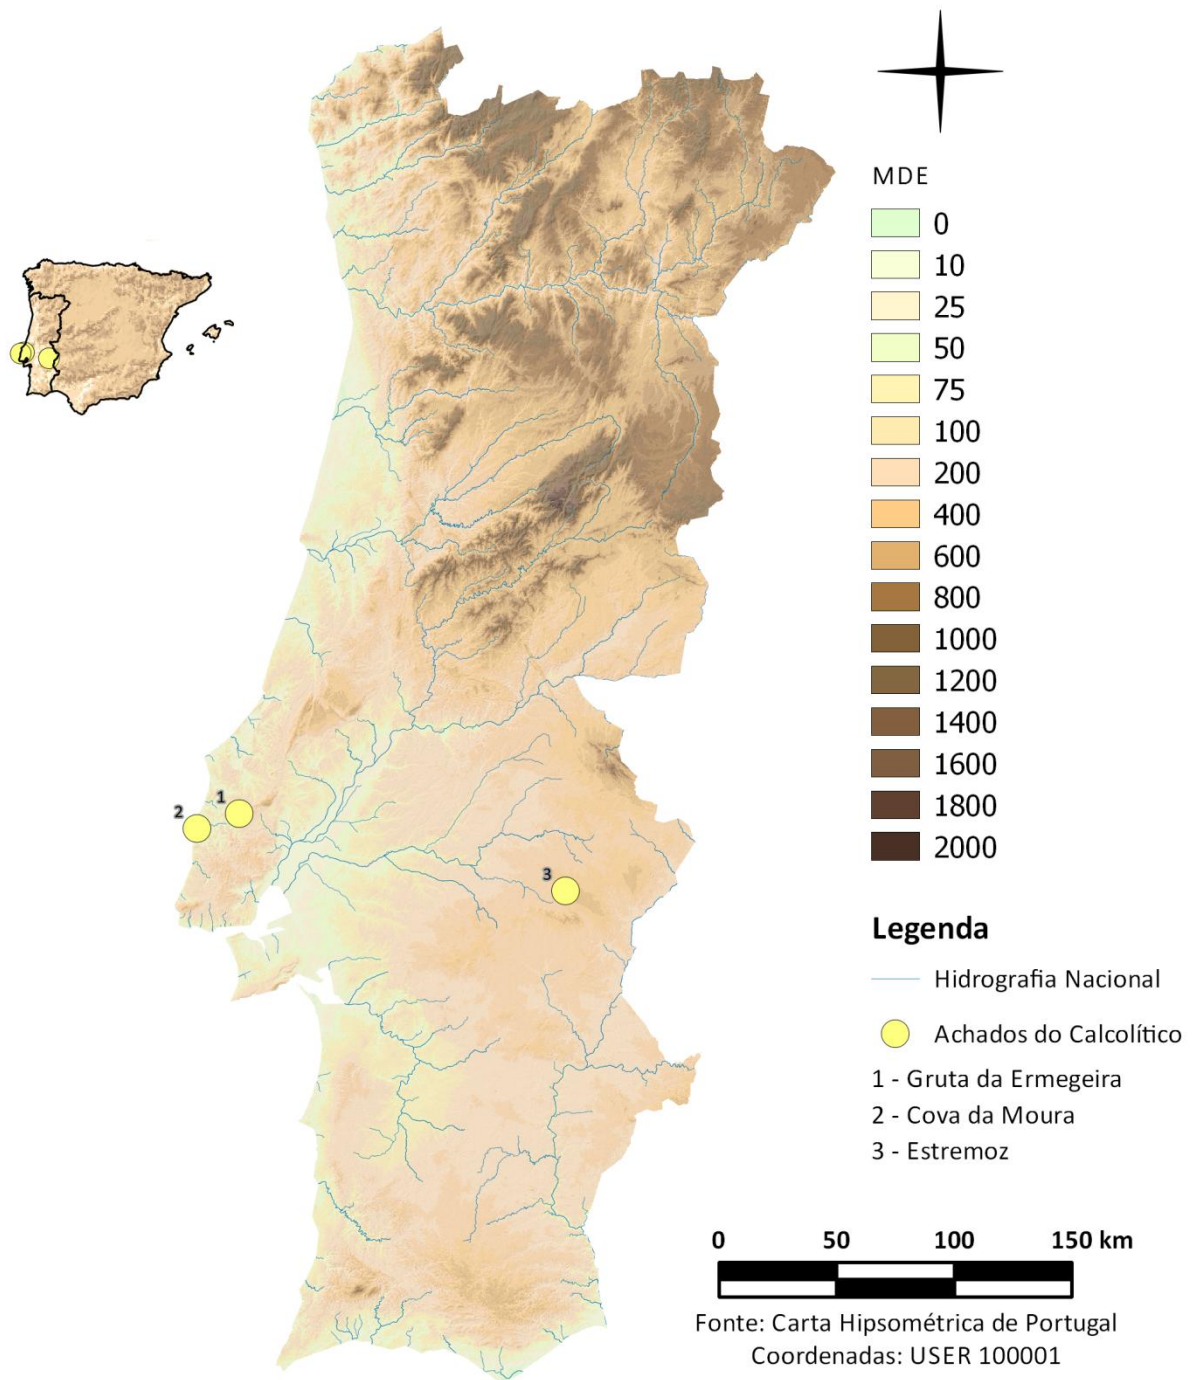 MDE
0
10
25
50
75
100
200
400
600
800
1000
1200
1400
1600
1800
2000
1
2
3
Legenda
Hidrografia Nacional
Achados do Calcolítico
1 - Gruta da Ermegeira
2 - Cova da Moura
3 - Estremoz
0 50 100 150 km
Fonte: Carta Hipsométrica de Portugal
Coordenadas: USER 100001